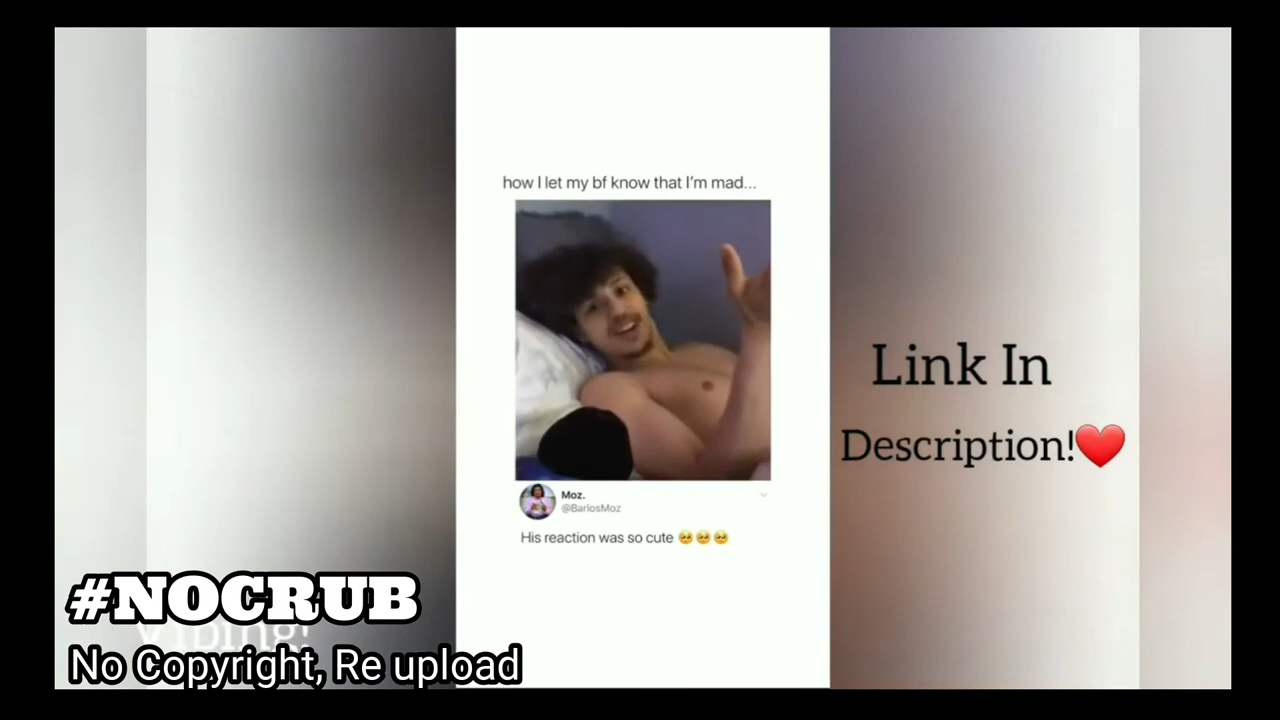 how I let my bf know that I'm mad...
Moz.
@BarlosMoz
His reaction was so cute 🥺🥺🥺
Link In
Description!❤️
#NOCRUB
Vibing!
No Copyright, Re upload